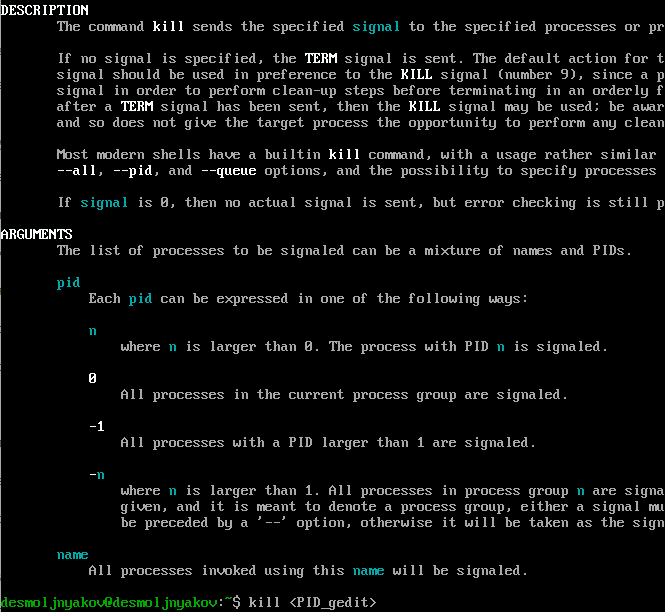 DESCRIPTION
The command kill sends the specified signal to the specified processes or pr
If no signal is specified, the TERM signal is sent. The default action for t
signal should be used in preference to the KILL signal (number 9), since a p
signal in order to perform clean-up steps before terminating in an orderly f
after a TERM signal has been sent, then the KILL signal may be used; be awar
and so does not give the target process the opportunity to perform any clean
Most modern shells have a builtin kill command, with a usage rather similar
--all, --pid, and --queue options, and the possibility to specify processes
If signal is 0, then no actual signal is sent, but error checking is still p
ARGUMENTS
The list of processes to be signaled can be a mixture of names and PIDs.
pid
Each pid can be expressed in one of the following ways:
n
where n is larger than 0. The process with PID n is signaled.
0
All processes in the current process group are signaled.
-1
All processes with a PID larger than 1 are signaled.
-n
where n is larger than 1. All processes in process group n are signa
given, and it is meant to denote a process group, either a signal mu
be preceded by a '--' option, otherwise it will be taken as the sign
name
All processes invoked using this name will be signaled.
desmoljnyakov@desmoljnyakov:~$ kill <PID_gedit>